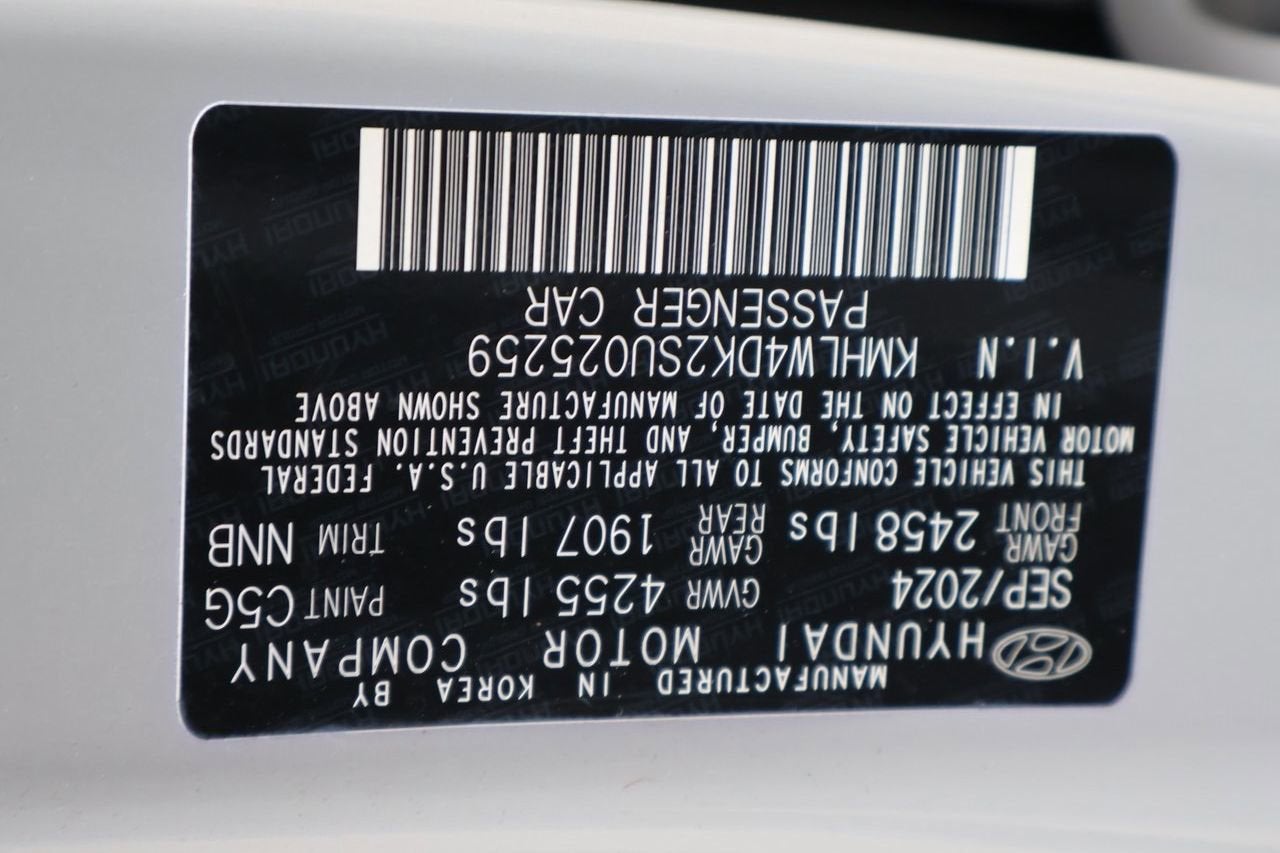 MANUFACTURED IN KOREA BY
HYUNDAI MOTOR COMPANY
SEP/2024 GVWR 4255 lbs PAINT C5G
GAWR FRONT 2458 lbs GAWR REAR 1907 lbs TRIM NNB
THIS VEHICLE CONFORMS TO ALL APPLICABLE U.S.A. FEDERAL
MOTOR VEHICLE SAFETY, BUMPER, AND THEFT PREVENTION STANDARDS
IN EFFECT ON THE DATE OF MANUFACTURE SHOWN ABOVE
V.I.N KMHLW4DK2SU025259
PASSENGER CAR